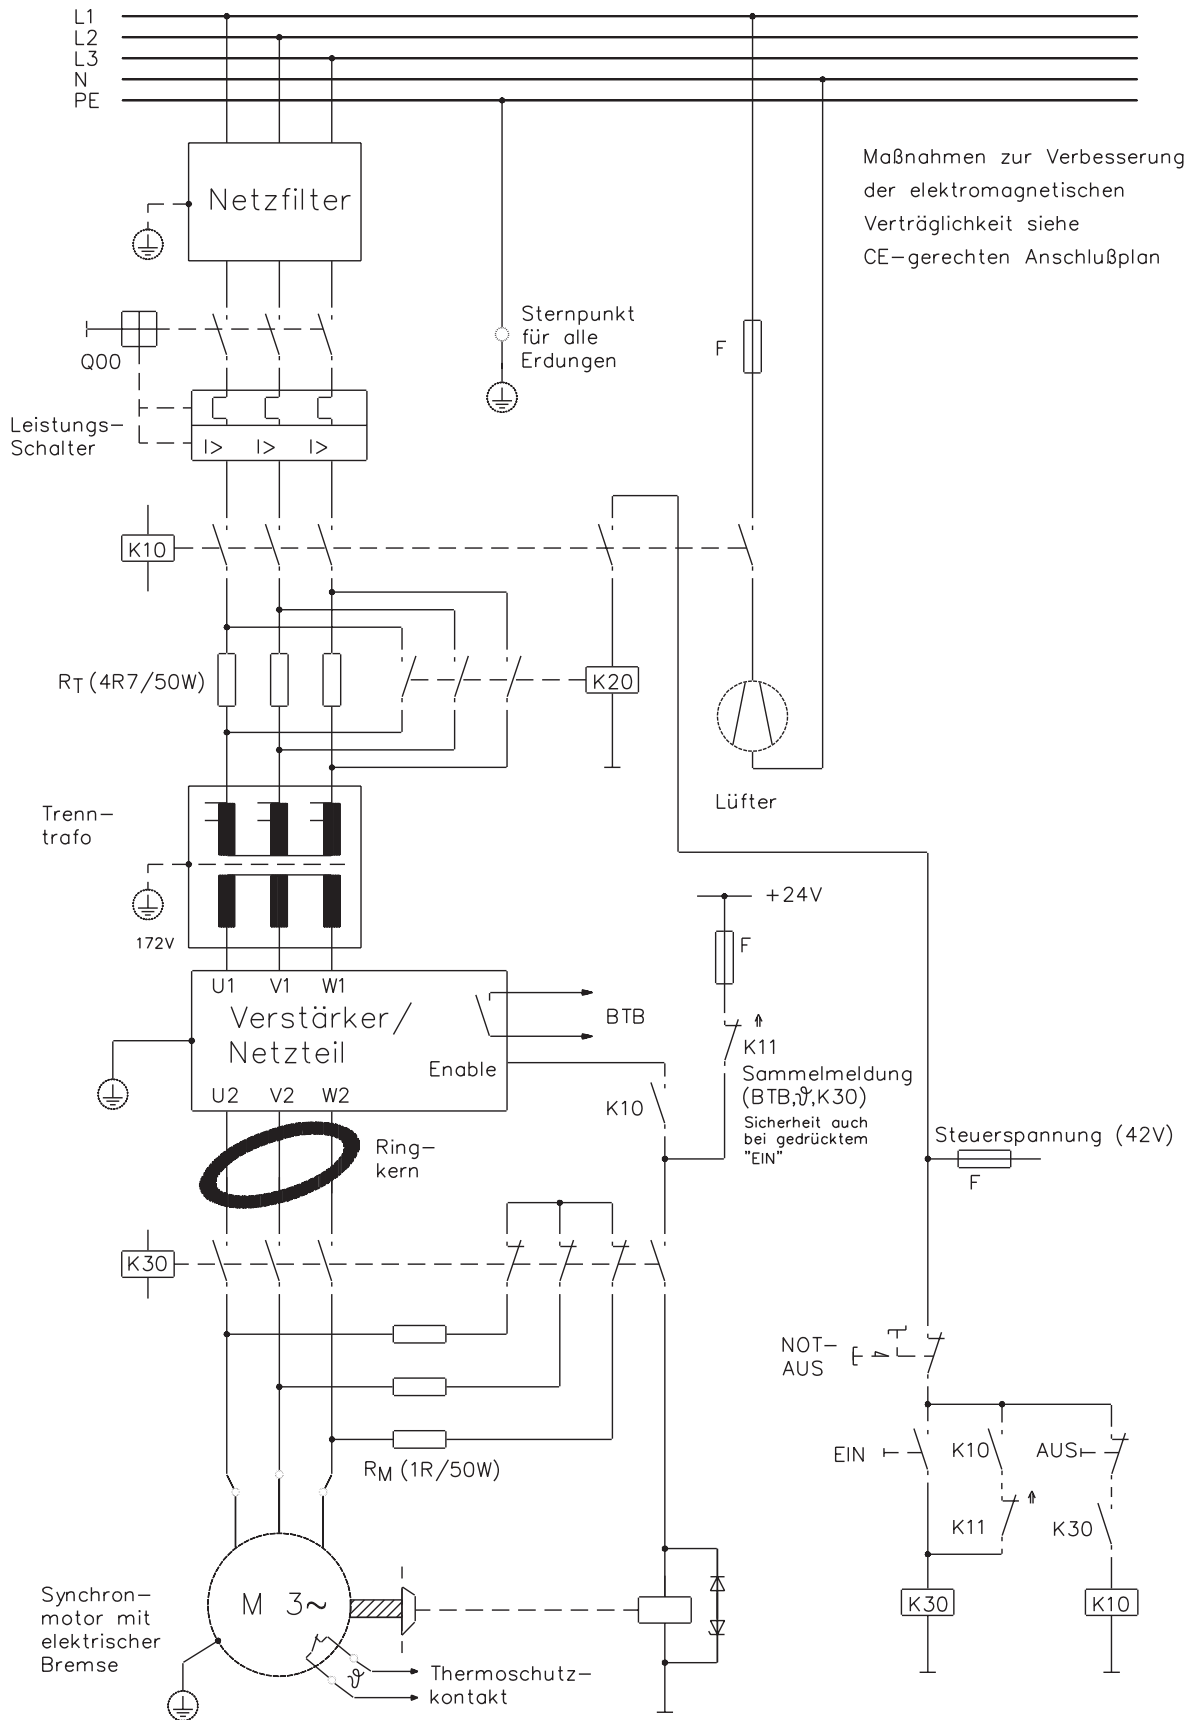 L1
L2
L3
N
PE
Netzfilter
Maßnahmen zur Verbesserung
der elektromagnetischen
Verträglichkeit siehe
CE-gerechten Anschlußplan
Sternpunkt
für alle
Erdungen
F
Q00
Leistungs-
Schalter
I> I> I>
K10
RT (4R7/50W)
K20
Lüfter
Trenn-
trafo
172V
+24V
F
U1 V1 W1
Verstärker/
Netzteil
BTB
Enable
U2 V2 W2
K11
Sammelmeldung
(BTB,ϑ,K30)
Sicherheit auch
bei gedrücktem
"EIN"
K10
Steuerspannung (42V)
F
Ring-
kern
K30
NOT-
AUS
RM (1R/50W)
EIN
K10
AUS
K11
K30
M 3~
Synchron-
motor mit
elektrischer
Bremse
K30
K10
ϑ
Thermoschutz-
kontakt